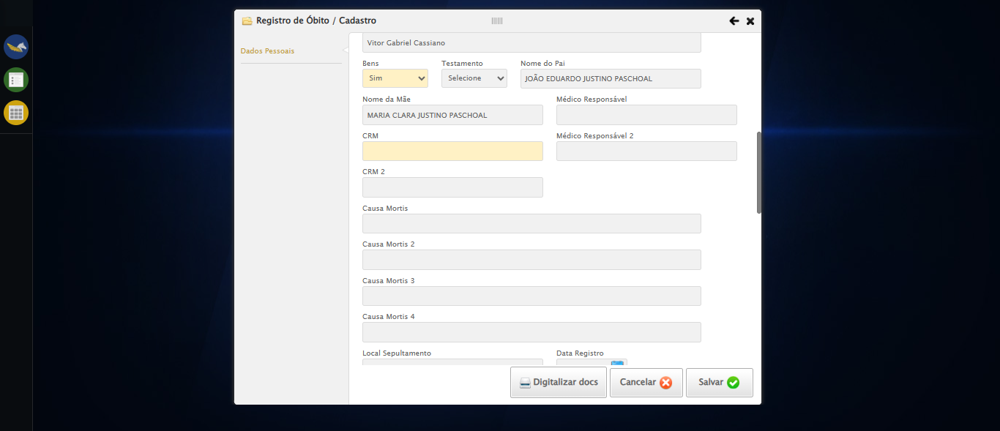 Registro de Óbito / Cadastro
Dados Pessoais
Vitor Gabriel Cassiano
Bens Testamento Nome do Pai
Sim Selecione JOÃO EDUARDO JUSTINO PASCHOAL
Nome da Mãe Médico Responsável
MARIA CLARA JUSTINO PASCHOAL
CRM Médico Responsável 2
CRM 2
Causa Mortis
Causa Mortis 2
Causa Mortis 3
Causa Mortis 4
Local Sepultamento Data Registro
Digitalizar docs Cancelar Salvar